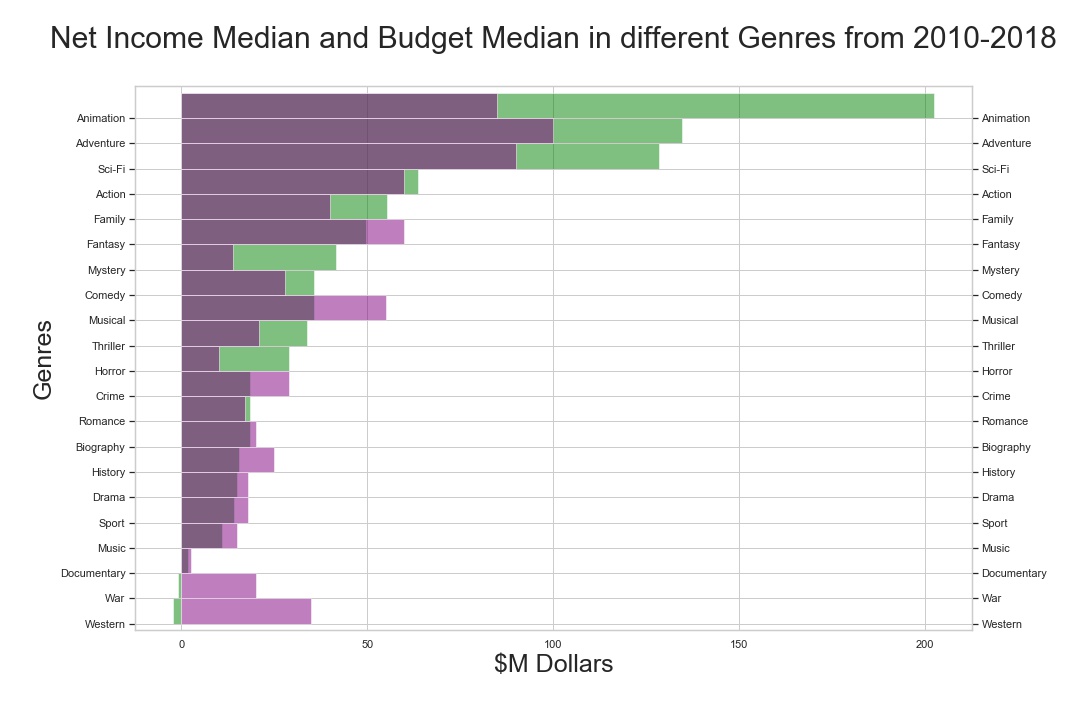 Net Income Median and Budget Median in different Genres from 2010-2018
Animation Animation
Adventure Adventure
Sci-Fi Sci-Fi
Action Action
Family Family
Fantasy Fantasy
Mystery Mystery
Comedy Comedy
Musical Musical
Thriller Thriller
Genres
Horror Horror
Crime Crime
Romance Romance
Biography Biography
History History
Drama Drama
Sport Sport
Music Music
Documentary Documentary
War War
Western Western
0 50 100 150 200
$M Dollars